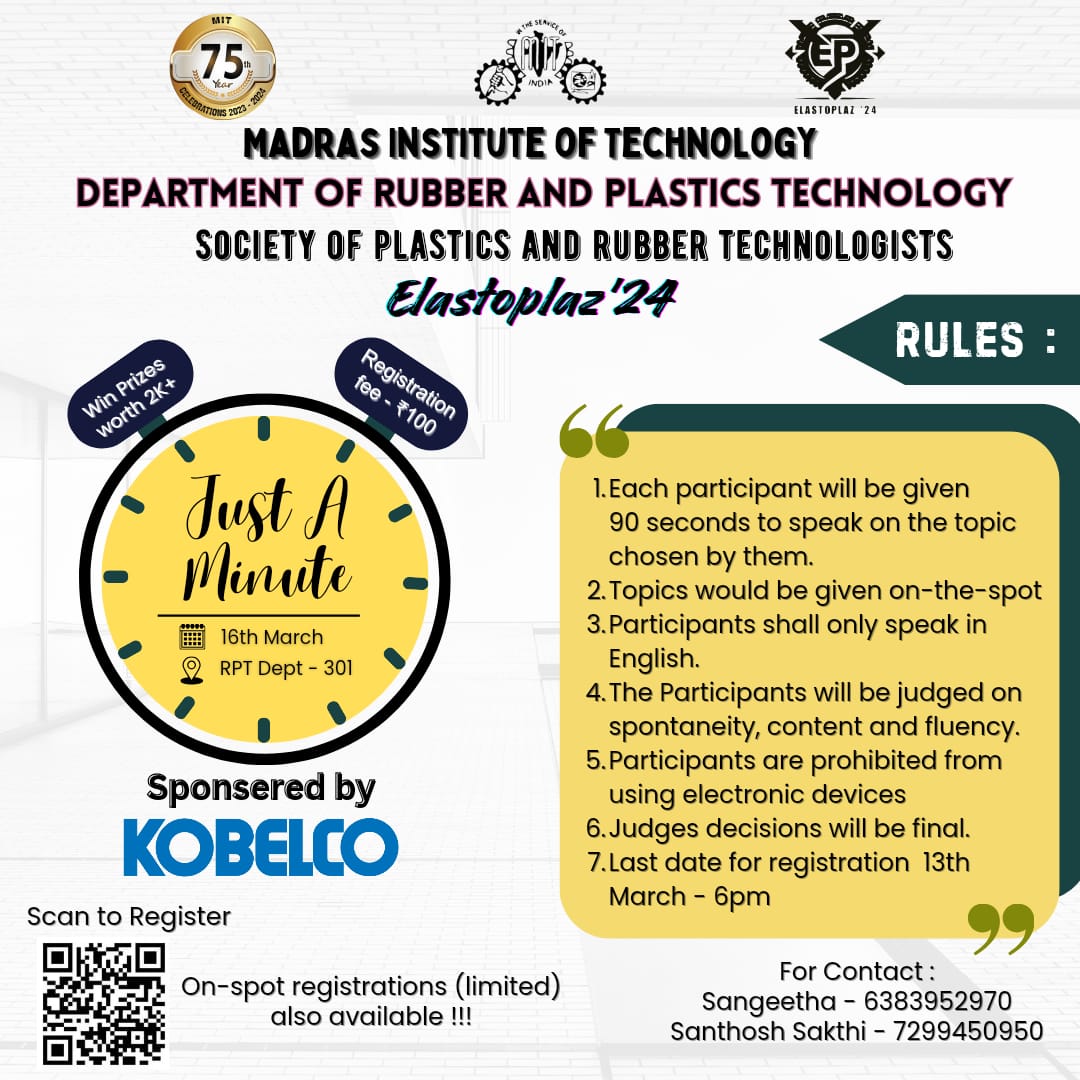 MIT
75th
Year
CELEBRATIONS 2023 - 2024
IN THE SERVICE OF
MIT
INDIA
EP
ELASTOPLAZ '24
MADRAS INSTITUTE OF TECHNOLOGY
DEPARTMENT OF RUBBER AND PLASTICS TECHNOLOGY
SOCIETY OF PLASTICS AND RUBBER TECHNOLOGISTS
Elastoplaz'24
Win Prizes
worth 2K+
Registration
fee - ₹100
Just A
Minute
16th March
RPT Dept - 301
Sponsered by
KOBELCO
RULES :
1. Each participant will be given
90 seconds to speak on the topic
chosen by them.
2. Topics would be given on-the-spot
3. Participants shall only speak in
English.
4. The Participants will be judged on
spontaneity, content and fluency.
5. Participants are prohibited from
using electronic devices
6. Judges decisions will be final.
7. Last date for registration 13th
March - 6pm
Scan to Register
On-spot registrations (limited)
also available !!!
For Contact :
Sangeetha - 6383952970
Santhosh Sakthi - 7299450950